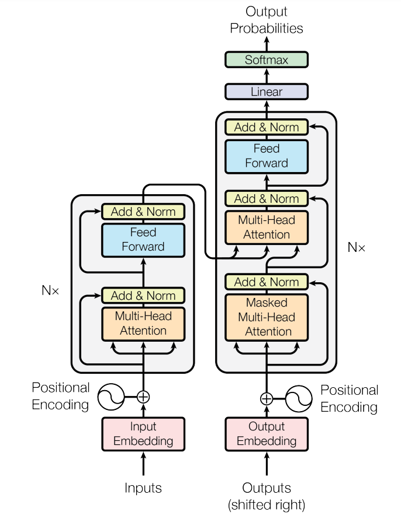 Output
Probabilities
Softmax
Linear
Add & Norm
Feed
Forward
Add & Norm
Multi-Head
Attention
Nx
Add & Norm
Masked
Multi-Head
Attention
Positional
Encoding
Output
Embedding
Outputs
(shifted right)
Add & Norm
Feed
Forward
Nx
Add & Norm
Multi-Head
Attention
Positional
Encoding
Input
Embedding
Inputs